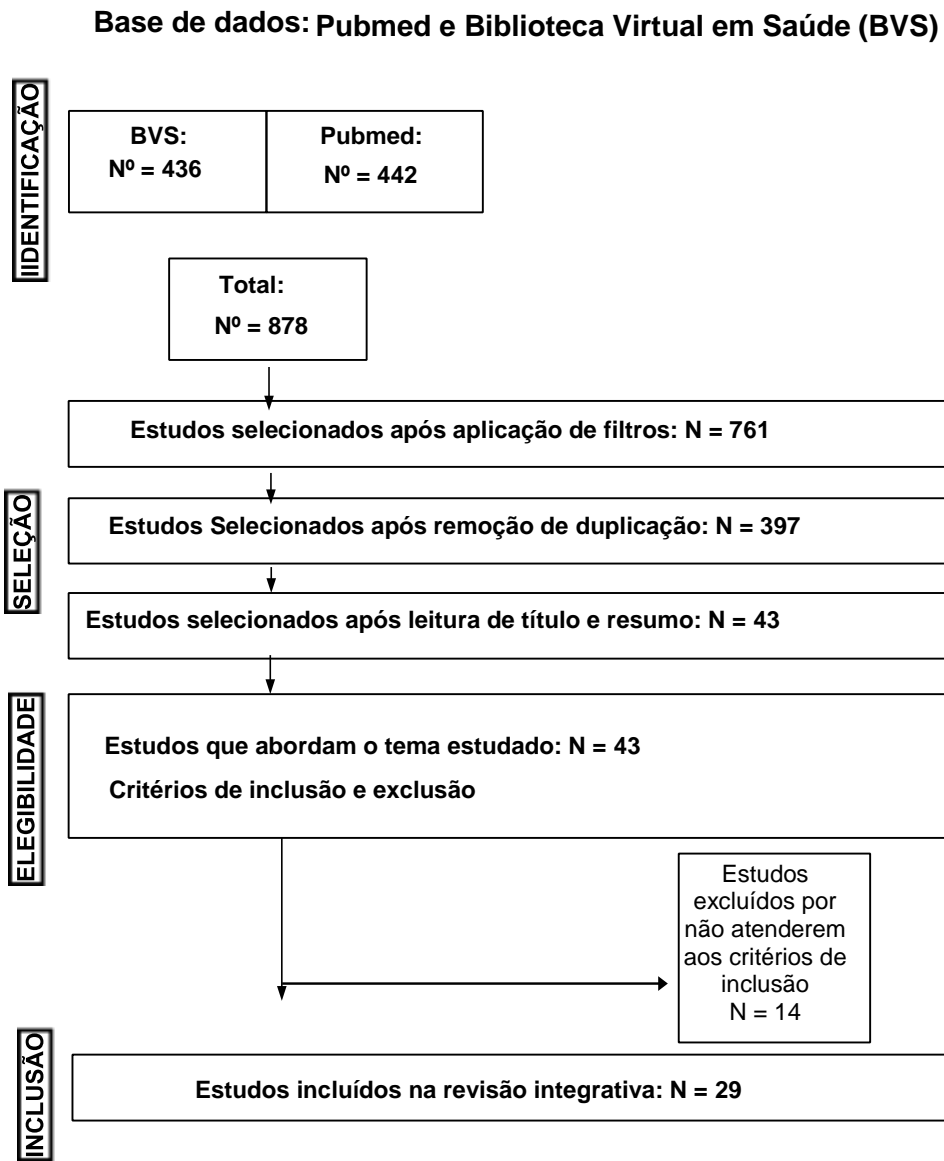 Base de dados: Pubmed e Biblioteca Virtual em Saúde (BVS)
IIDENTIFICAÇÃO
BVS:
Nº = 436
Pubmed:
Nº = 442
Total:
Nº = 878
Estudos selecionados após aplicação de filtros: N = 761
SELEÇÃO
Estudos Selecionados após remoção de duplicação: N = 397
Estudos selecionados após leitura de título e resumo: N = 43
ELEGIBILIDADE
Estudos que abordam o tema estudado: N = 43
Critérios de inclusão e exclusão
Estudos
excluídos por
não atenderem
aos critérios de
inclusão
N = 14
INCLUSÃO
Estudos incluídos na revisão integrativa: N = 29